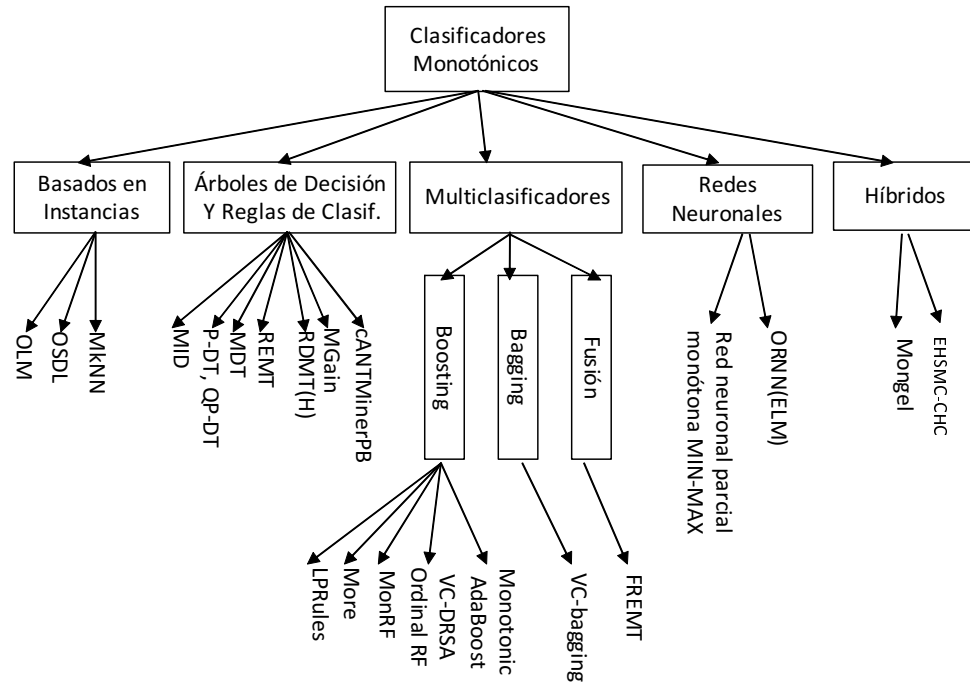 Clasificadores
Monotónicos
Basados en
Instancias
Árboles de Decisión
Y Reglas de Clasif.
Multiclasificadores
Redes
Neuronales
Híbridos
OLM
OSDL
MkNN
iMID
P-DT, QP-DT
MDT
REMT
RDMT(H)
MGain
cANTMinerPB
Boosting
Bagging
Fusión
Red neuronal parcial
monótona MIN-MAX
ORNN(ELM)
Mongel
EHSMC-CHC
LPRules
More
MonRF
Ordinal RF
VC-DRSA
Monotonic
AdaBoost
VC-bagging
FREMT